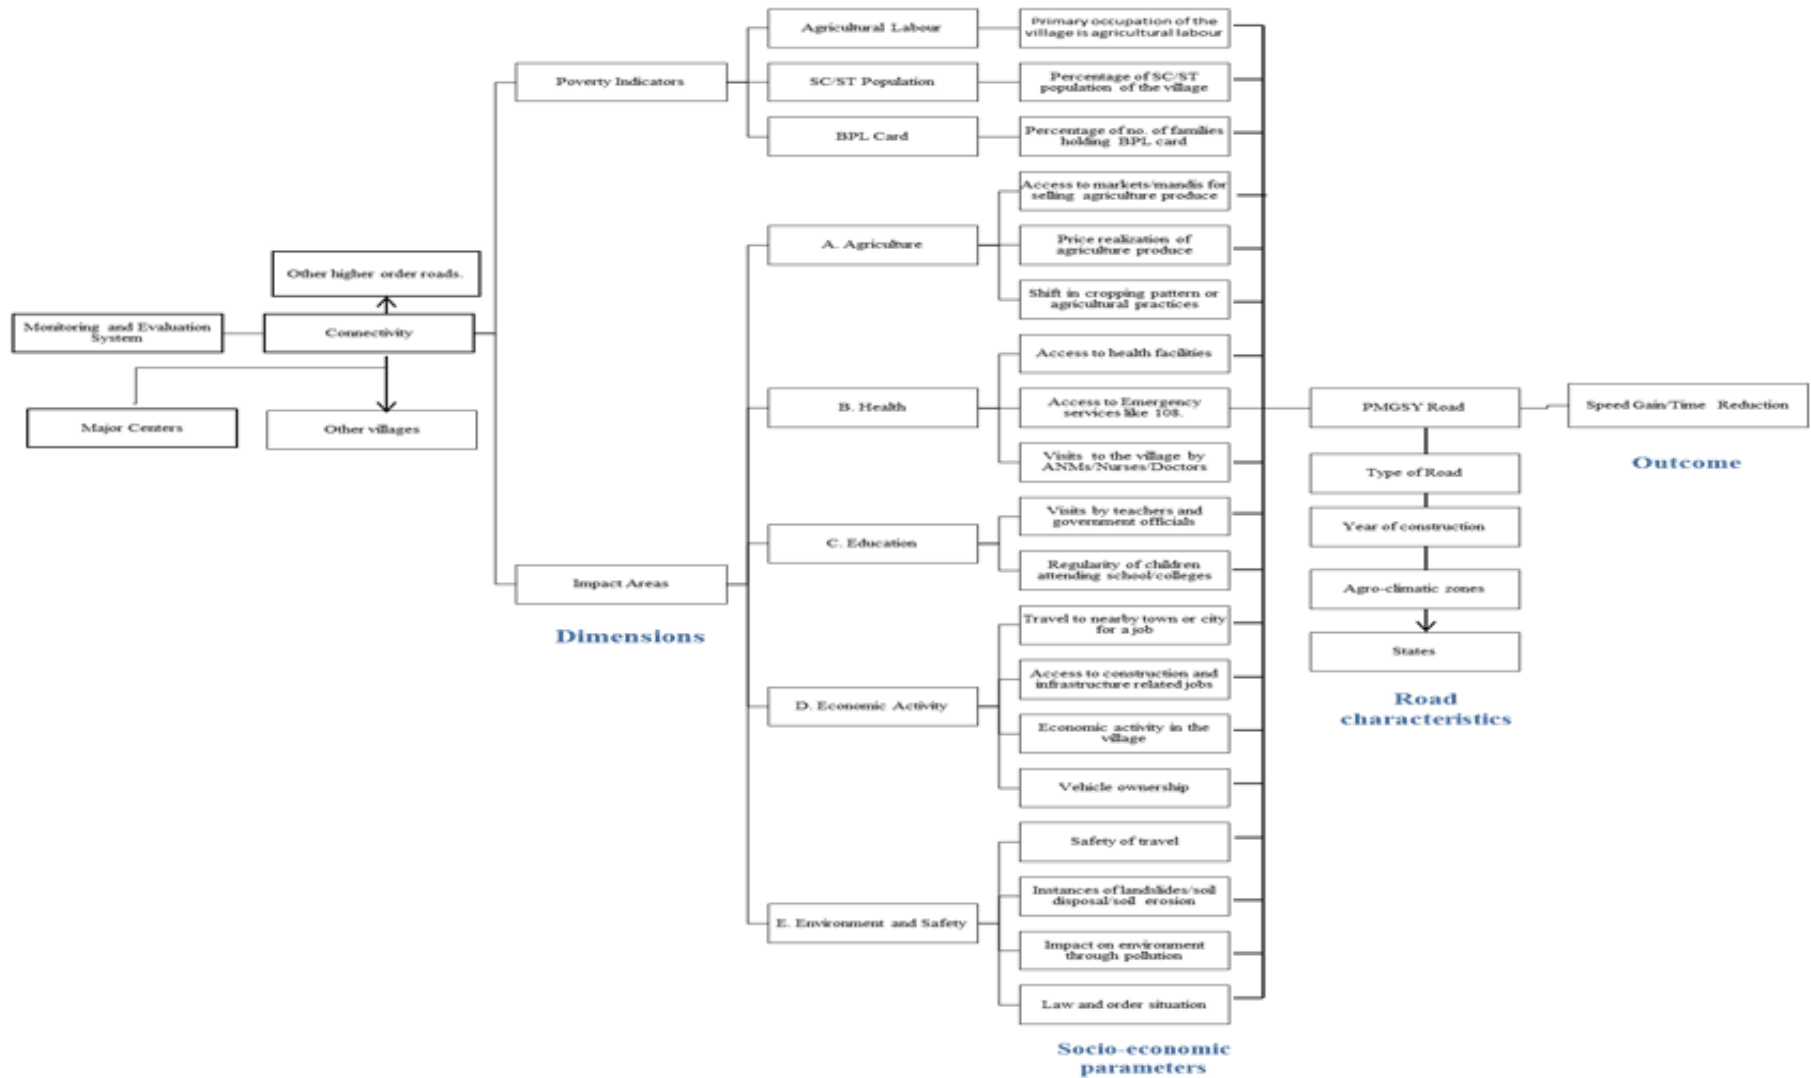 Monitoring and Evaluation
System
Other higher order roads.
Connectivity
Major Centers
Other villages
Poverty Indicators
Impact Areas
Dimensions
Agricultural Labour
SC/ST Population
BPL Card
A. Agriculture
B. Health
C. Education
D. Economic Activity
E. Environment and Safety
Primary occupation of the
village is agricultural labour
Percentage of SC/ST
population of the village
Percentage of no. of families
holding BPL card
Access to markets/mandis for
selling agriculture produce
Price realization of
agriculture produce
Shift in cropping pattern or
agricultural practices
Access to health facilities
Access to Emergency
services like 108.
Visits to the village by
ANMs/Nurses/Doctors
Visits by teachers and
government officials
Regularity of children
attending school/colleges
Travel to nearby town or city
for a job
Access to construction and
infrastructure related jobs
Economic activity in the
village
Vehicle ownership
Safety of travel
Instances of landslides/soil
disposal/soil erosion
Impact on environment
through pollution
Law and order situation
Socio-economic
parameters
PMGSY Road
Type of Road
Year of construction
Agro-climatic zones
States
Road
characteristics
Speed Gain/Time Reduction
Outcome